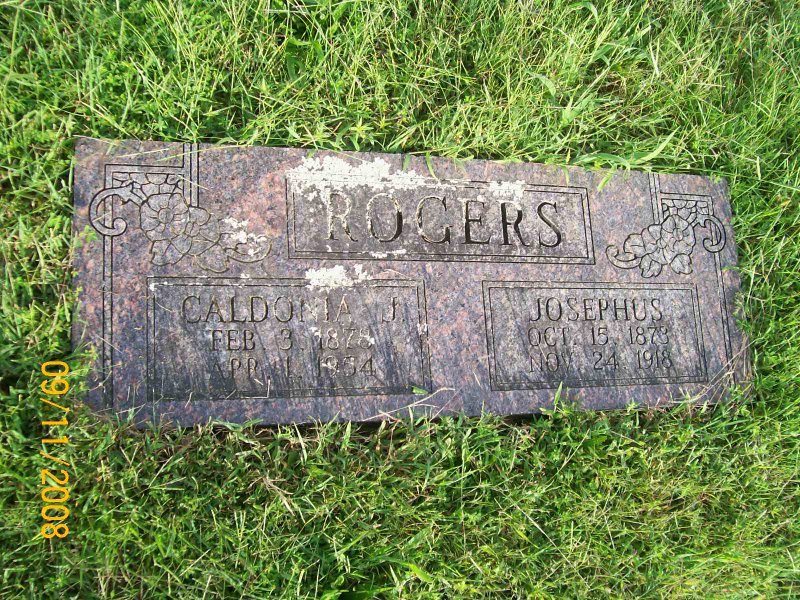 ROGERS
CALDONIA J.
FEB. 3, 1878
APR. 1, 1954
JOSEPHUS
OCT. 15, 1873
NOV. 24, 1918
09/11/2008